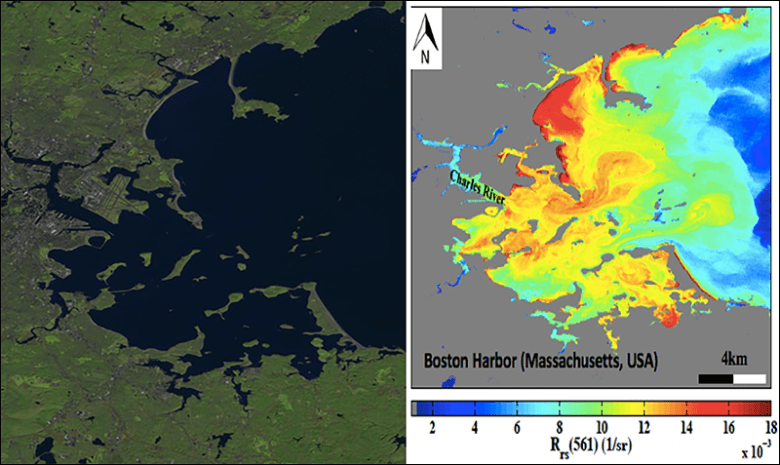 N
Charles River
Boston Harbor (Massachusetts, USA)
4km
2 4 6 8 10 12 14 16 18
Rrs(561) (1/sr)
x 10⁻³